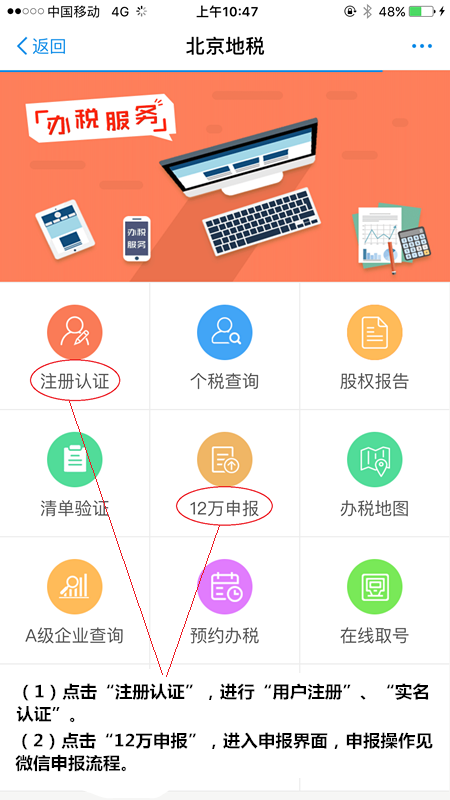 中国移动 4G 上午10:47 48%
返回 北京地税
「办税服务」
办税
服务
注册认证 个税查询 股权报告
清单验证 12万申报 办税地图
A级企业查询 预约办税 在线取号
（1）点击“注册认证”，进行“用户注册”、“实名
认证”。
（2）点击“12万申报”，进入申报界面，申报操作见
微信申报流程。